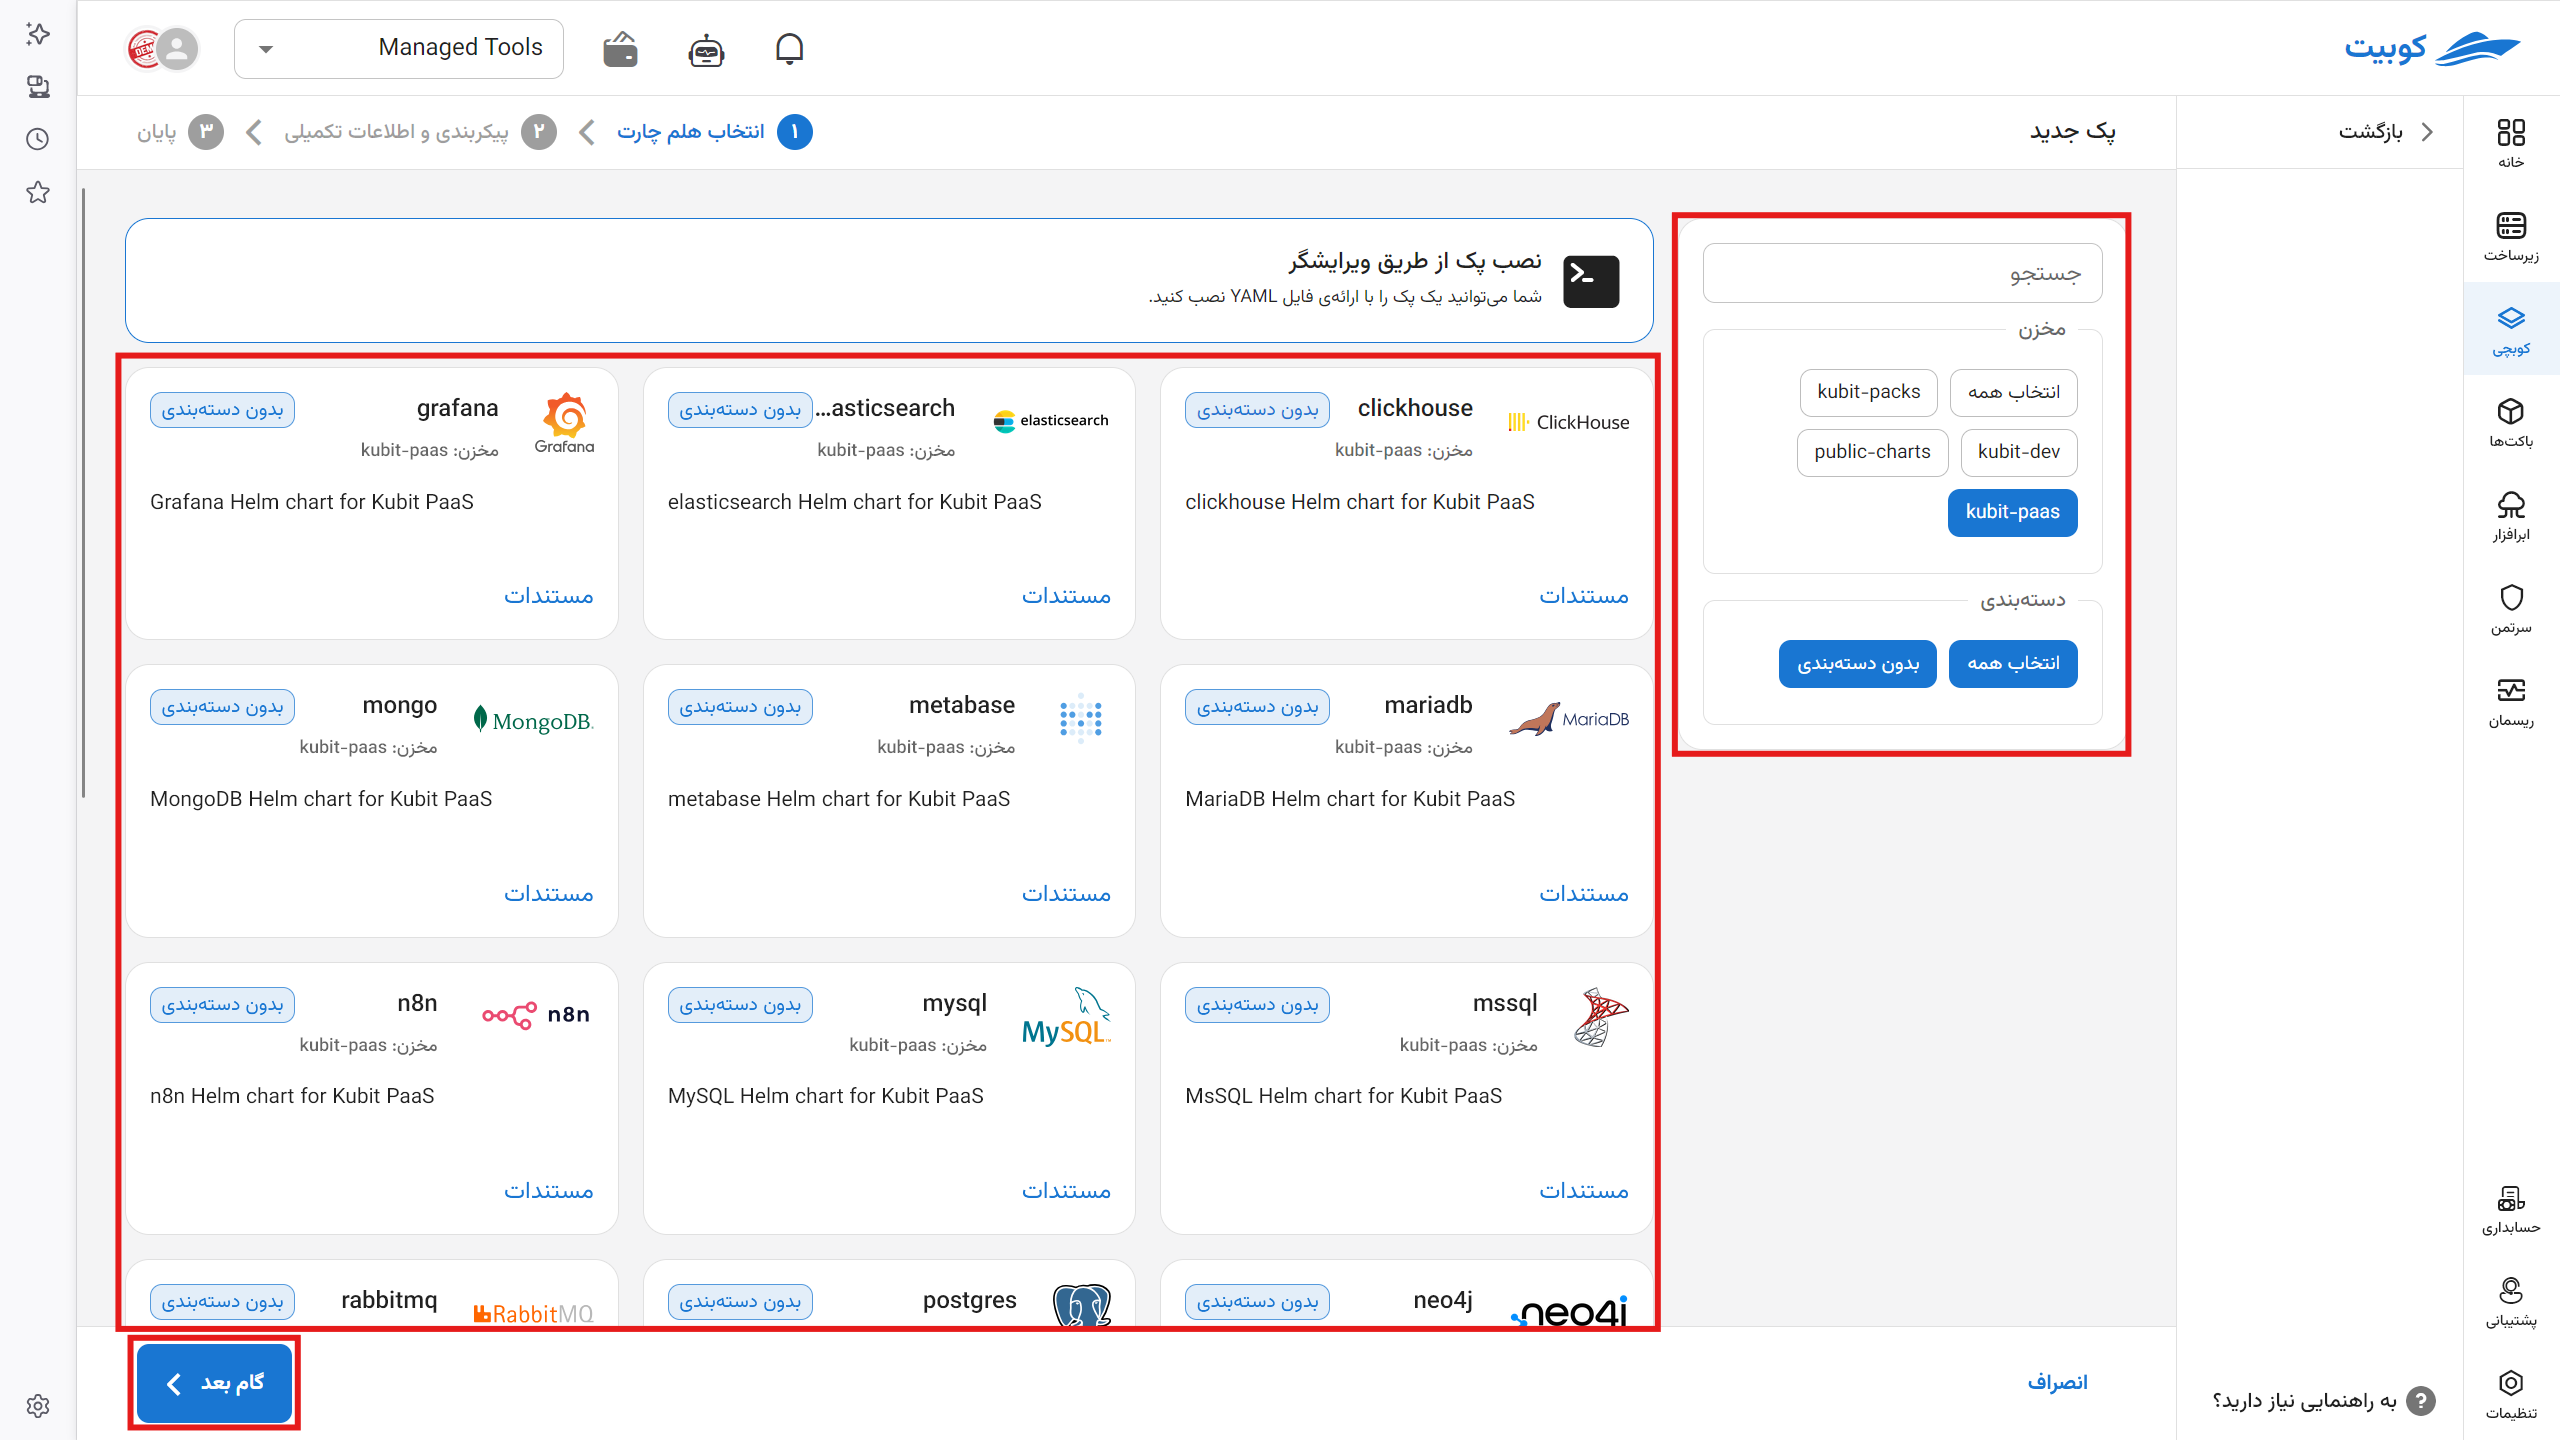 کوبیت
Managed Tools
DEMO
خانه
زیرساخت
کوبچی
باکت‌ها
ابرافزار
سرتمن
ریسمان
حسابداری
پشتیبانی
تنظیمات
بازگشت
به راهنمایی نیاز دارید؟
پک جدید
۱ انتخاب هلم چارت
۲ پیکربندی و اطلاعات تکمیلی
۳ پایان
جستجو
مخزن
انتخاب همه
kubit-packs
kubit-dev
public-charts
kubit-paas
دسته‌بندی
انتخاب همه
بدون دسته‌بندی
نصب پک از طریق ویرایشگر
شما می‌توانید یک پک را با ارائه‌ی فایل YAML نصب کنید.
ClickHouse
clickhouse
بدون دسته‌بندی
مخزن: kubit-paas
clickhouse Helm chart for Kubit PaaS
مستندات
elasticsearch
...asticsearch
بدون دسته‌بندی
مخزن: kubit-paas
elasticsearch Helm chart for Kubit PaaS
مستندات
Grafana
grafana
بدون دسته‌بندی
مخزن: kubit-paas
Grafana Helm chart for Kubit PaaS
مستندات
MariaDB
mariadb
بدون دسته‌بندی
مخزن: kubit-paas
MariaDB Helm chart for Kubit PaaS
مستندات
metabase
بدون دسته‌بندی
مخزن: kubit-paas
metabase Helm chart for Kubit PaaS
مستندات
MongoDB.
mongo
بدون دسته‌بندی
مخزن: kubit-paas
MongoDB Helm chart for Kubit PaaS
مستندات
mssql
بدون دسته‌بندی
مخزن: kubit-paas
MsSQL Helm chart for Kubit PaaS
مستندات
MySQL™
mysql
بدون دسته‌بندی
مخزن: kubit-paas
MySQL Helm chart for Kubit PaaS
مستندات
n8n
n8n
بدون دسته‌بندی
مخزن: kubit-paas
n8n Helm chart for Kubit PaaS
مستندات
neo4j
neo4j
بدون دسته‌بندی
postgres
بدون دسته‌بندی
RabbitMQ
rabbitmq
بدون دسته‌بندی
انصراف
گام بعد